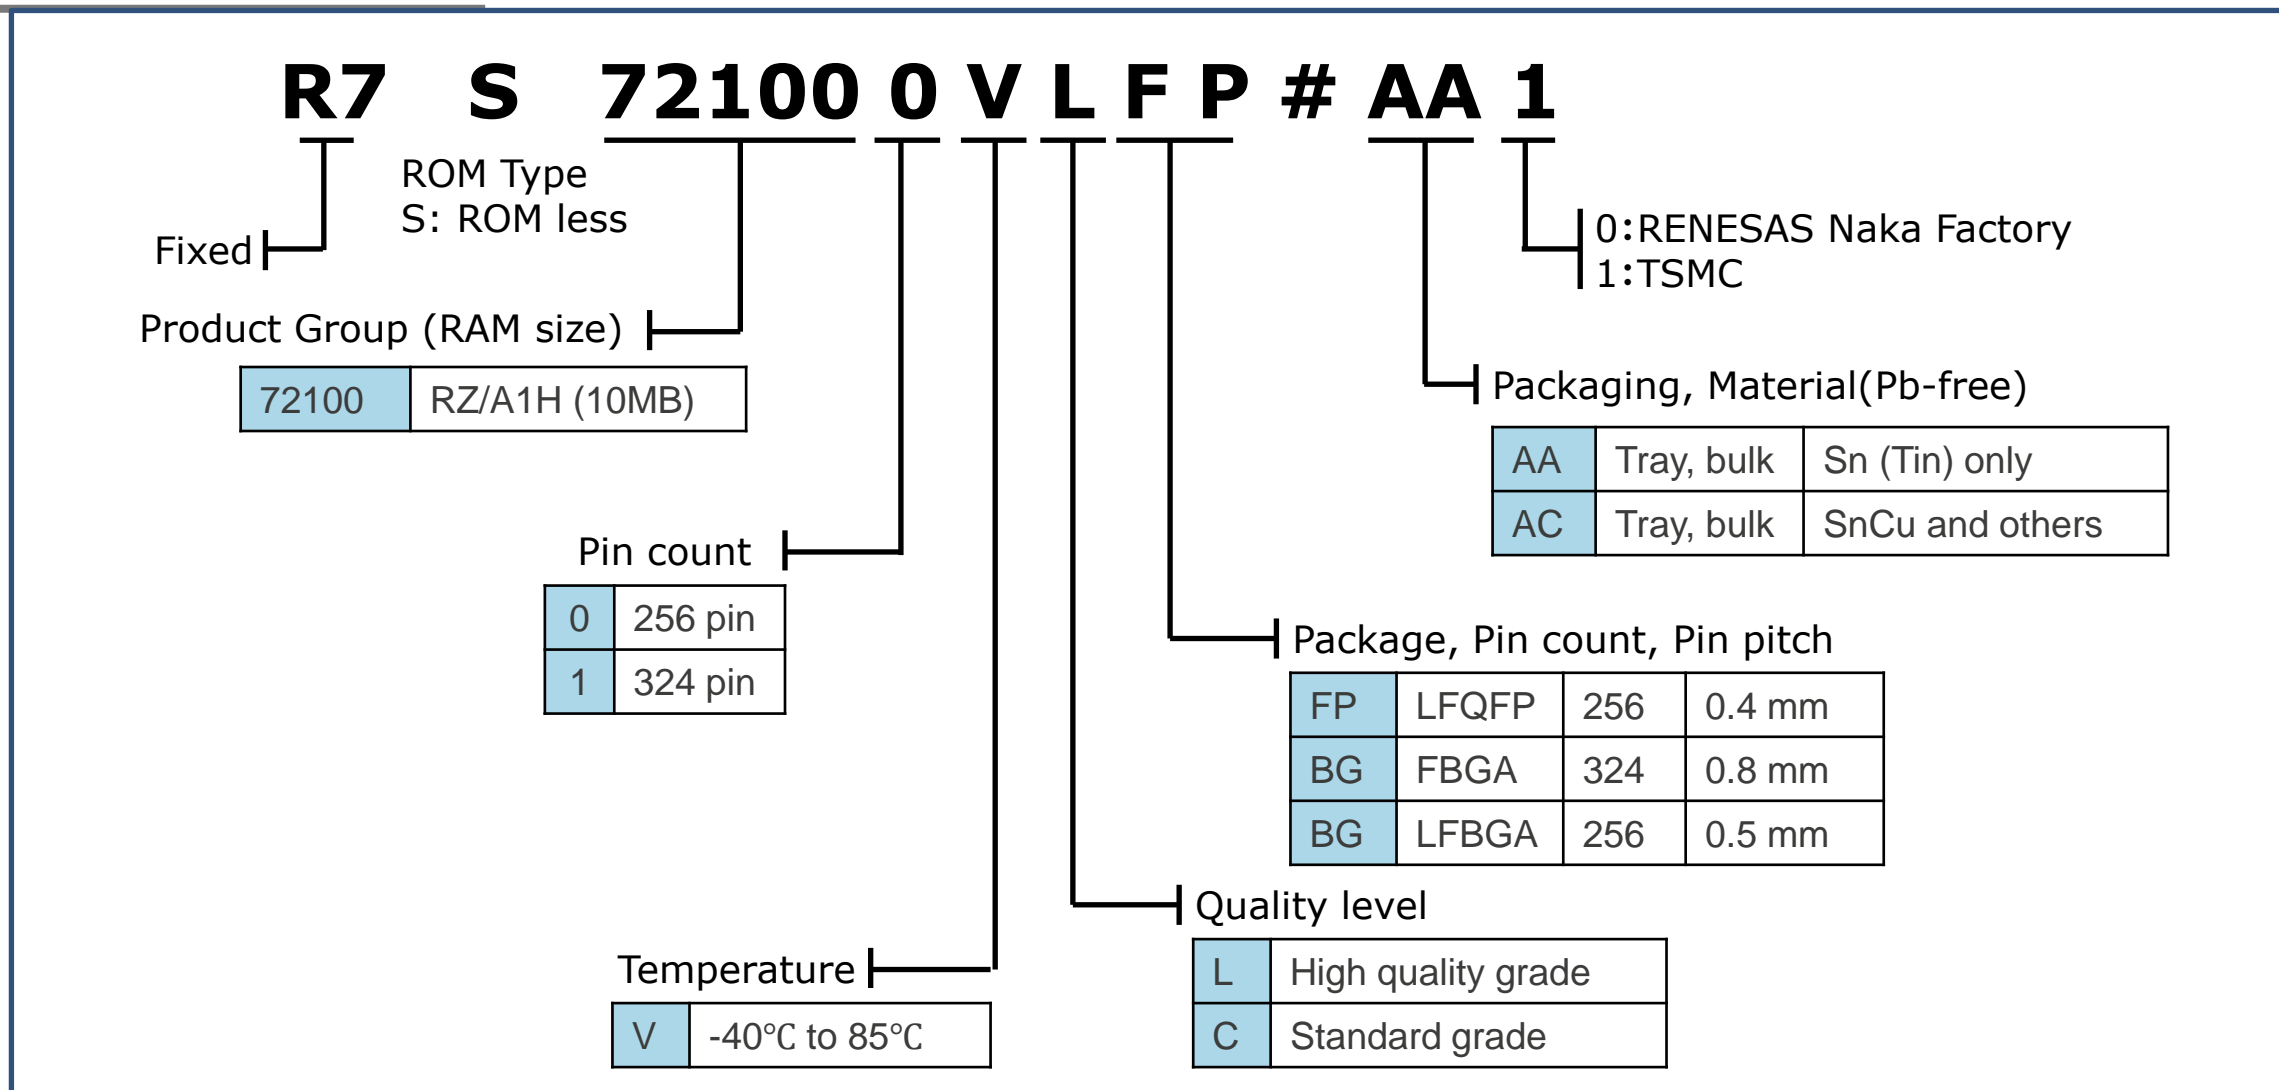 R7 S 72100 0 V L F P # AA 1
ROM Type
S: ROM less
Fixed
0:RENESAS Naka Factory
1:TSMC
Product Group (RAM size)
72100 RZ/A1H (10MB)
Packaging, Material(Pb-free)
AA Tray, bulk Sn (Tin) only
AC Tray, bulk SnCu and others
Pin count
0 256 pin
1 324 pin
Package, Pin count, Pin pitch
FP LFQFP 256 0.4 mm
BG FBGA 324 0.8 mm
BG LFBGA 256 0.5 mm
Quality level
L High quality grade
C Standard grade
Temperature
V -40℃ to 85℃